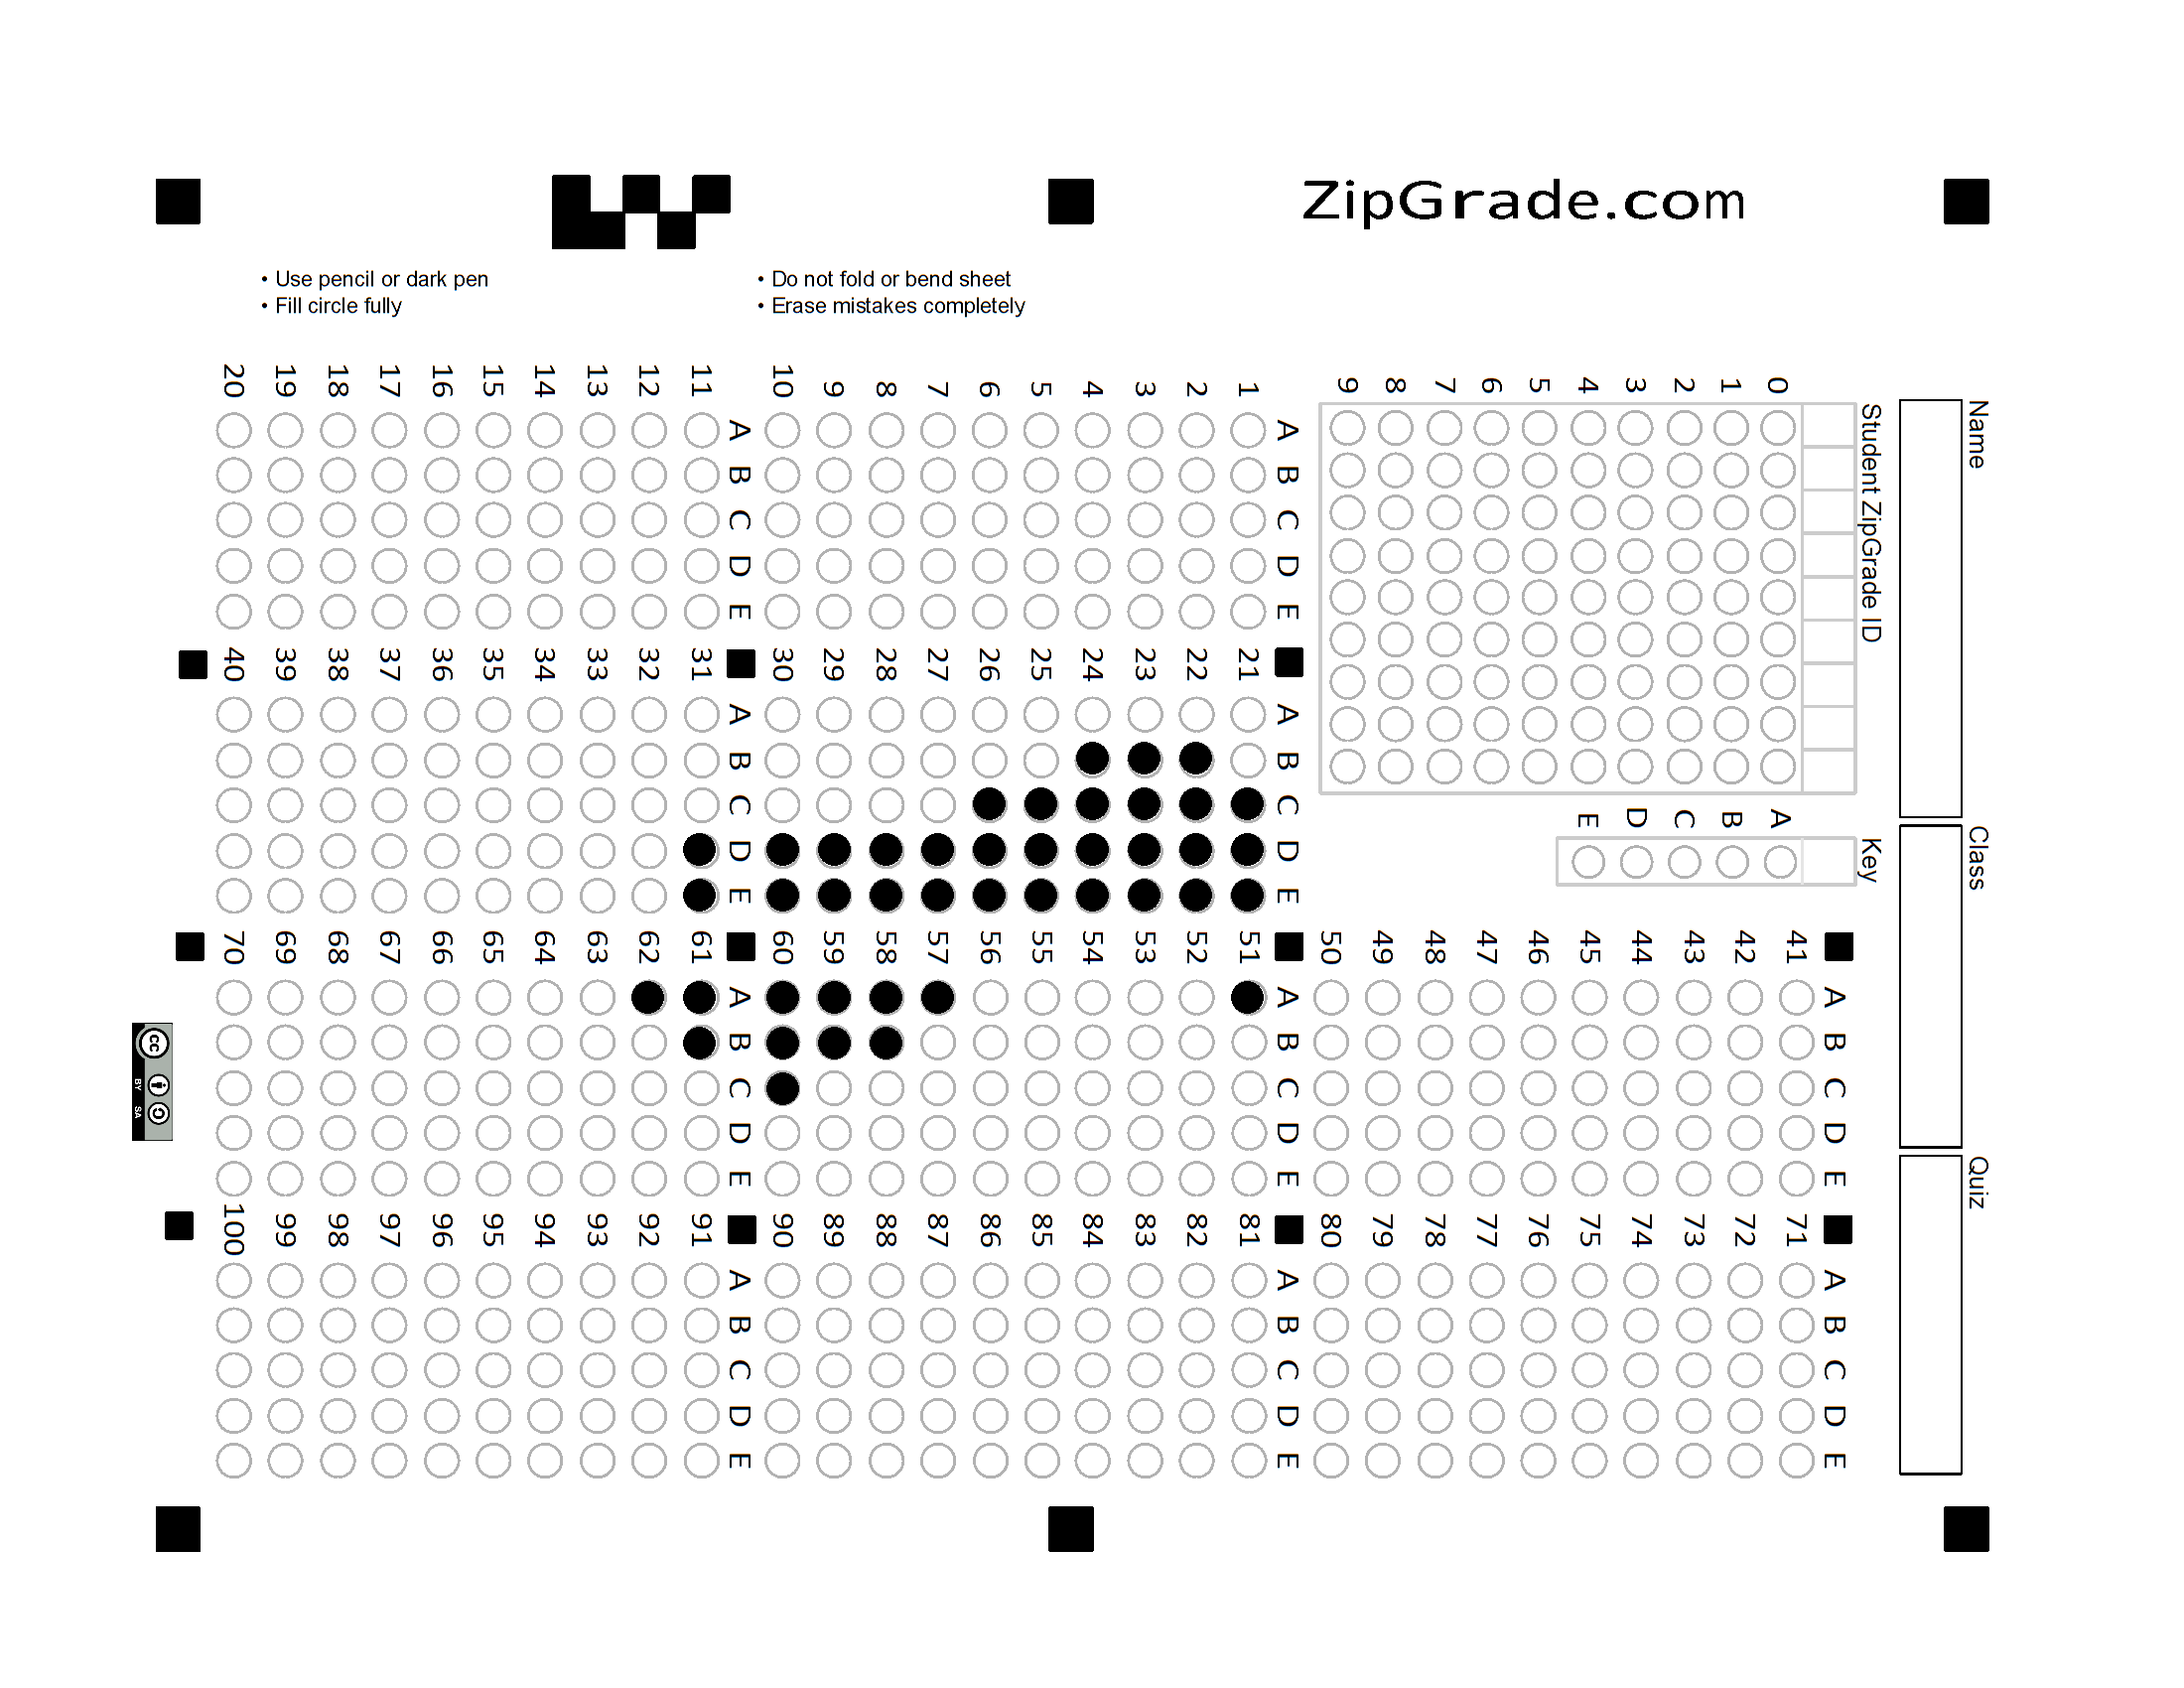 ZipGrade.com
• Use pencil or dark pen
• Fill circle fully
• Do not fold or bend sheet
• Erase mistakes completely
Name
Class
Quiz
Student ZipGrade ID
0 1 2 3 4 5 6 7 8 9
Key
A B C D E
1 2 3 4 5 6 7 8 9 10
A B C D E
11 12 13 14 15 16 17 18 19 20
A B C D E
21 22 23 24 25 26 27 28 29 30
A B C D E
31 32 33 34 35 36 37 38 39 40
A B C D E
41 42 43 44 45 46 47 48 49 50
A B C D E
51 52 53 54 55 56 57 58 59 60
A B C D E
61 62 63 64 65 66 67 68 69 70
A B C D E
71 72 73 74 75 76 77 78 79 80
A B C D E
81 82 83 84 85 86 87 88 89 90
A B C D E
91 92 93 94 95 96 97 98 99 100
A B C D E
cc
BY SA